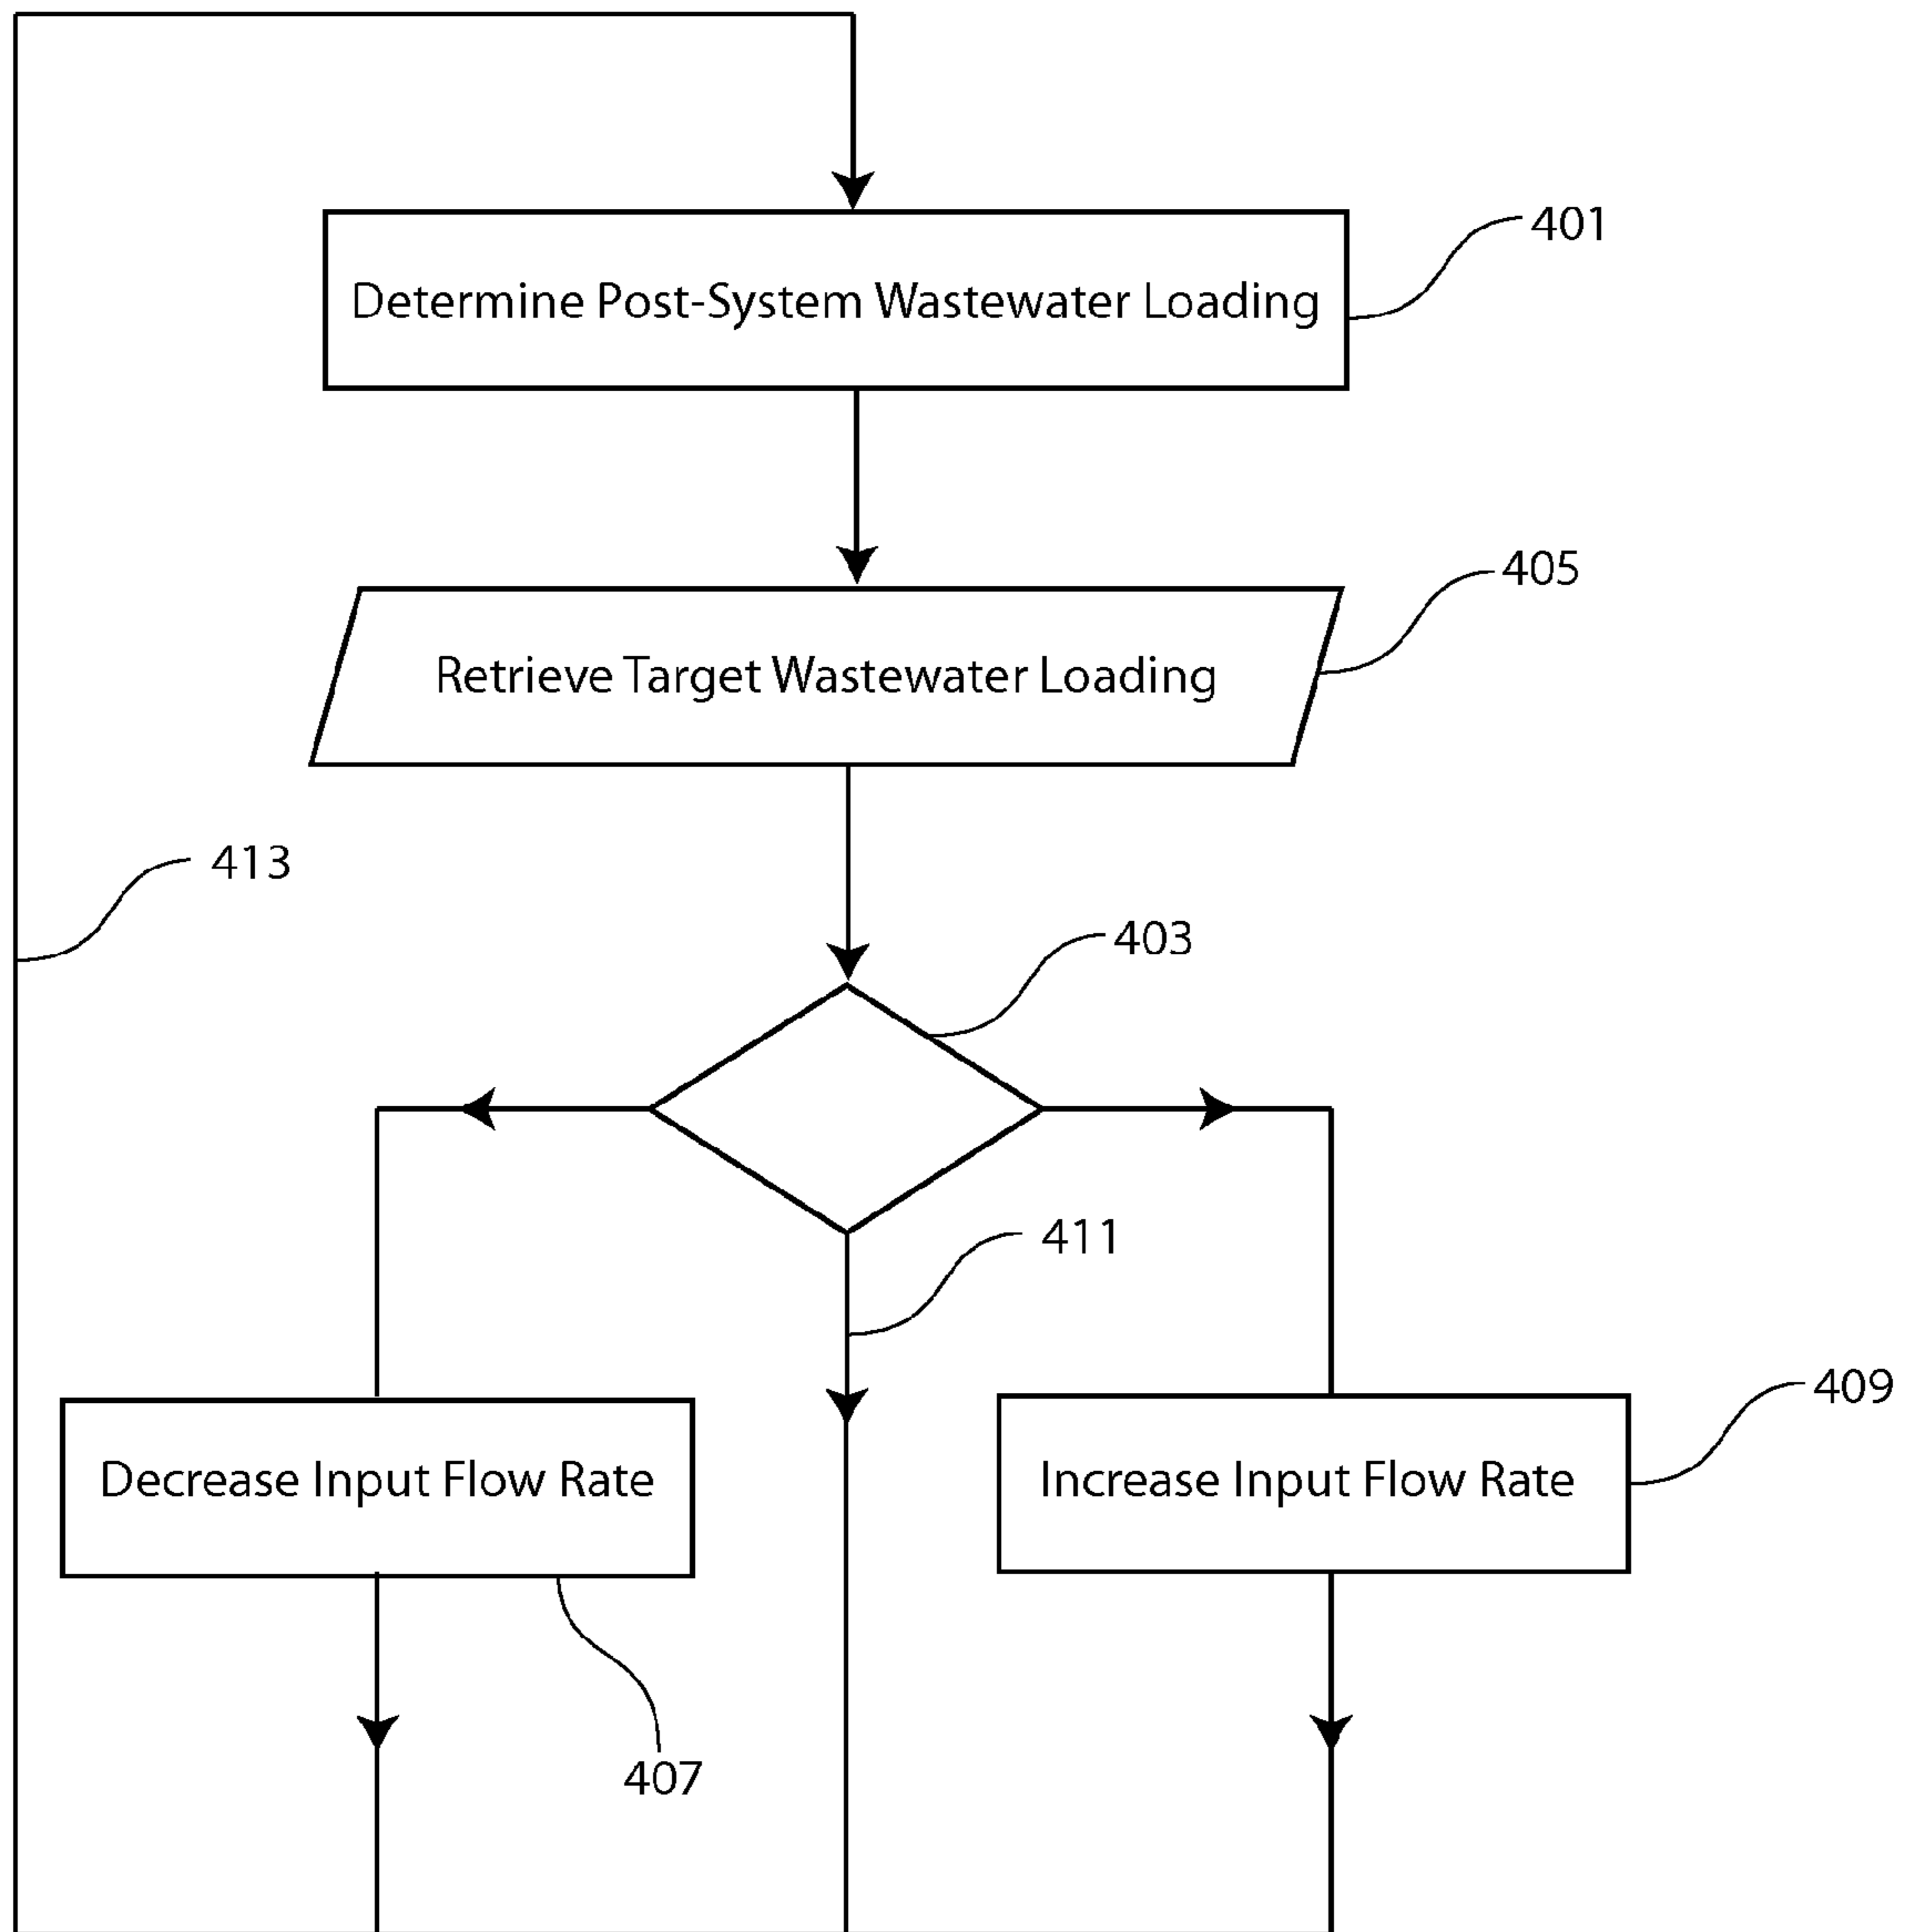 401
Determine Post-System Wastewater Loading
405
Retrieve Target Wastewater Loading
413
403
411
409
Decrease Input Flow Rate
Increase Input Flow Rate
407